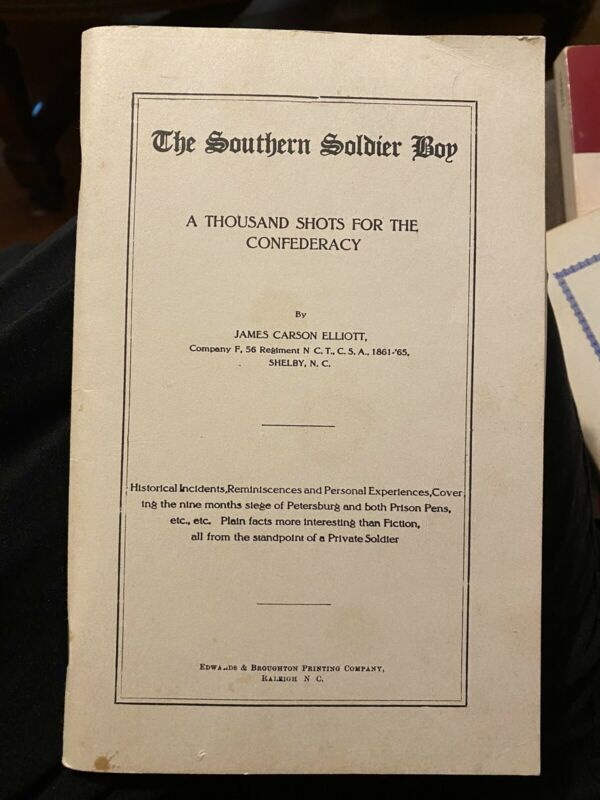 The Southern Soldier Boy
A THOUSAND SHOTS FOR THE
CONFEDERACY
By
JAMES CARSON ELLIOTT,
Company F, 56 Regiment N C. T., C. S. A., 1861-'65,
SHELBY, N. C.
Historical Incidents,Reminiscences and Personal Experiences,Cover
ing the nine months siege of Petersburg and both Prison Pens,
etc., etc. Plain facts more interesting than Fiction,
all from the standpoint of a Private Soldier
EDWARDS & BROUGHTON PRINTING COMPANY,
RALEIGH N C.